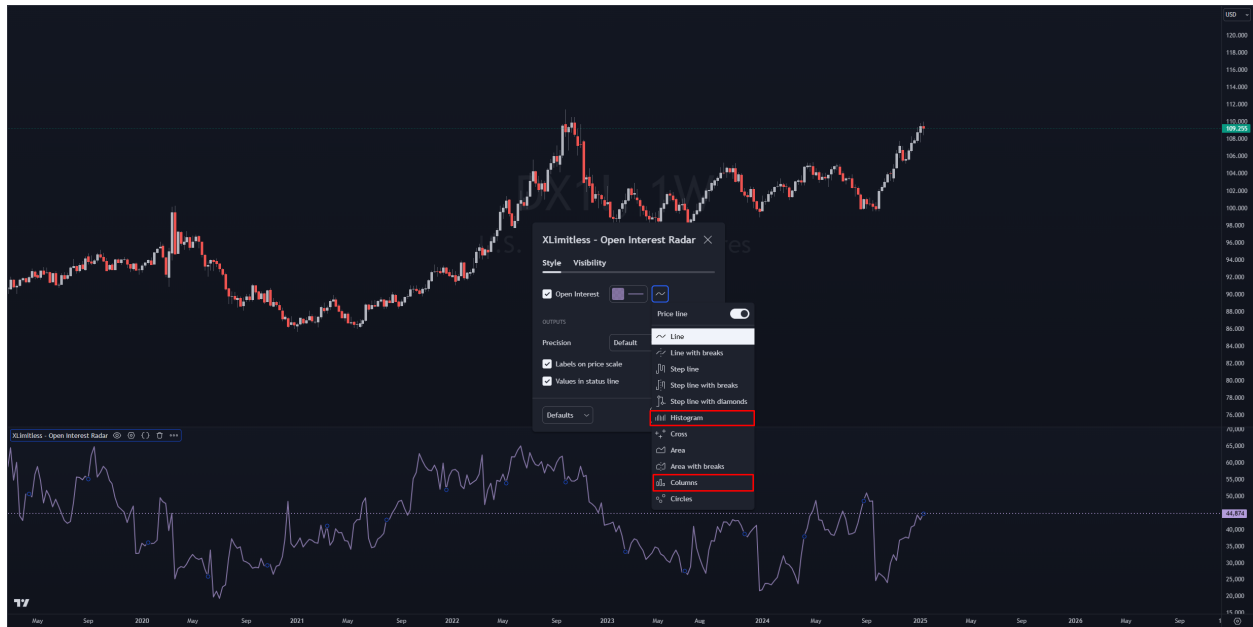 USD
120.000
118.000
116.000
114.000
112.000
110.000
109.255
108.000
106.000
104.000
102.000
100.000
98.000
96.000
94.000
92.000
90.000
88.000
86.000
84.000
82.000
80.000
78.000
76.000
XLimitless - Open Interest Radar
Style Visibility
Open Interest
OUTPUTS
Precision Default
Labels on price scale
Values in status line
Defaults
Price line
Line
Line with breaks
Step line
Step line with breaks
Step line with diamonds
Histogram
Cross
Area
Area with breaks
Columns
Circles
XLimitless - Open Interest Radar
70,000
65,000
60,000
55,000
50,000
44,874
40,000
35,000
30,000
25,000
20,000
15,000
May Sep 2020 May Sep 2021 May Sep 2022 May Sep 2023 May Aug 2024 May Sep 2025 May Sep 2026 May Sep